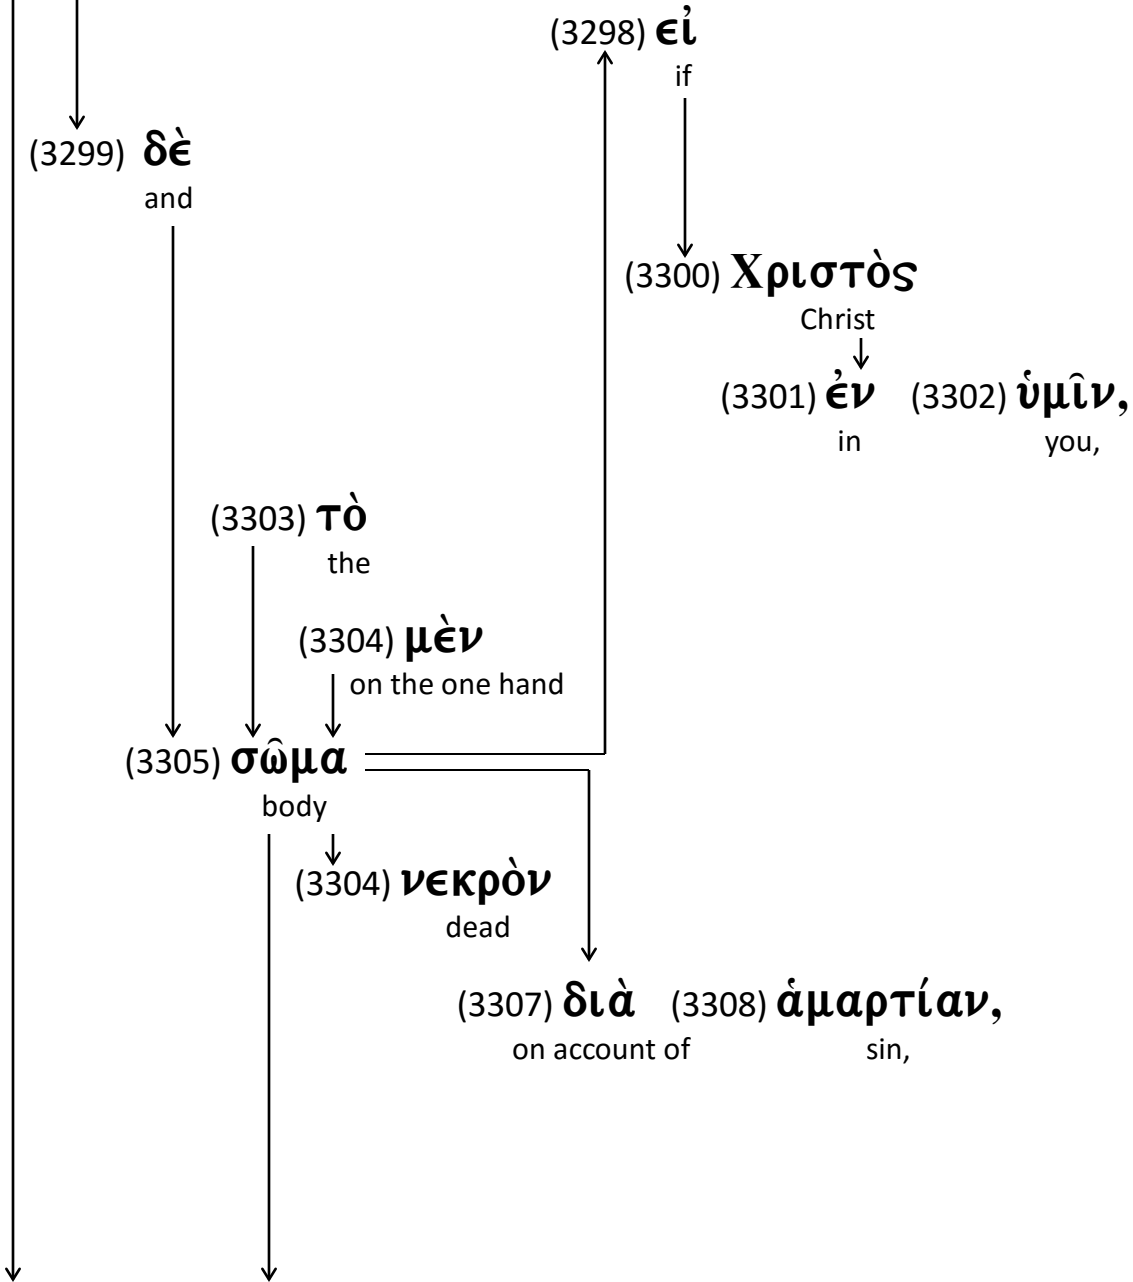 (3298) εἰ
if
(3299) δὲ
and
(3300) Χριστὸς
Christ
(3301) ἐν (3302) ὑμῖν,
in you,
(3303) τὸ
the
(3304) μὲν
on the one hand
(3305) σῶμα
body
(3304) νεκρὸν
dead
(3307) διὰ (3308) ἁμαρτίαν,
on account of sin,